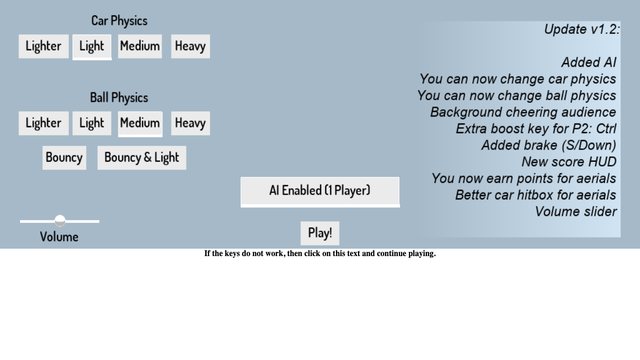 Car Physics
Lighter Light Medium Heavy
Ball Physics
Lighter Light Medium Heavy
Bouncy Bouncy & Light
Volume
AI Enabled (1 Player)
Play!
Update v1.2:
Added AI
You can now change car physics
You can now change ball physics
Background cheering audience
Extra boost key for P2: Ctrl
Added brake (S/Down)
New score HUD
You now earn points for aerials
Better car hitbox for aerials
Volume slider
If the keys do not work, then click on this text and continue playing.